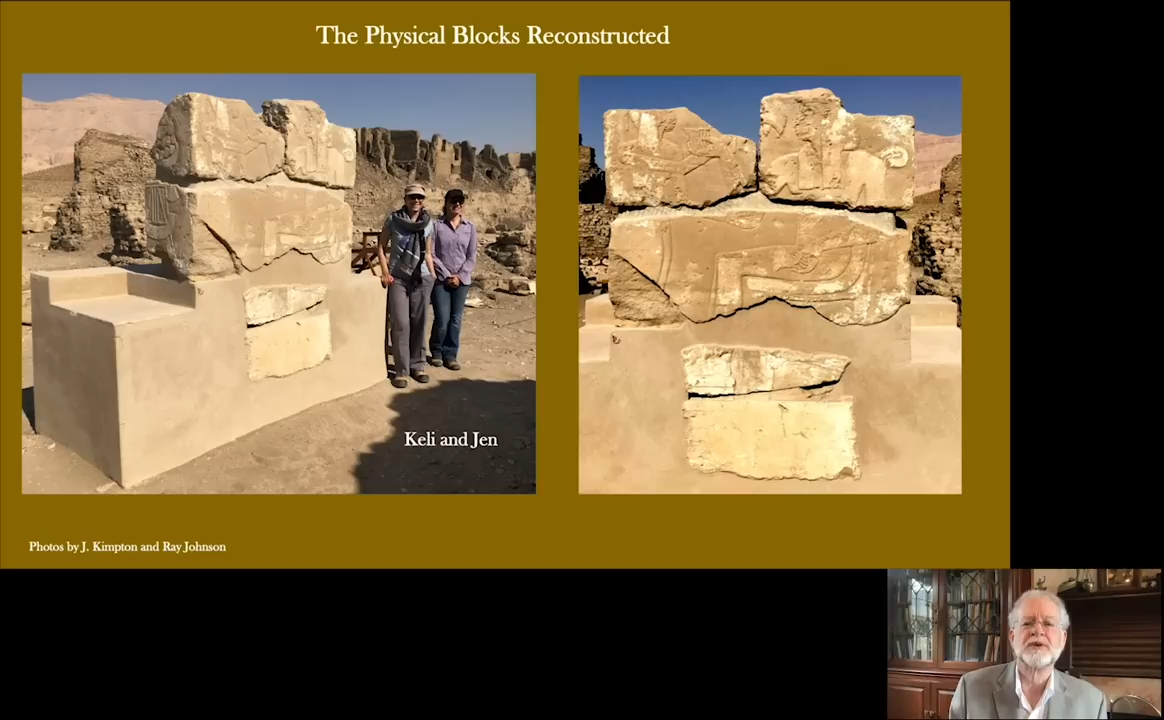 The Physical Blocks Reconstructed
Keli and Jen
Photos by J. Kimpton and Ray Johnson